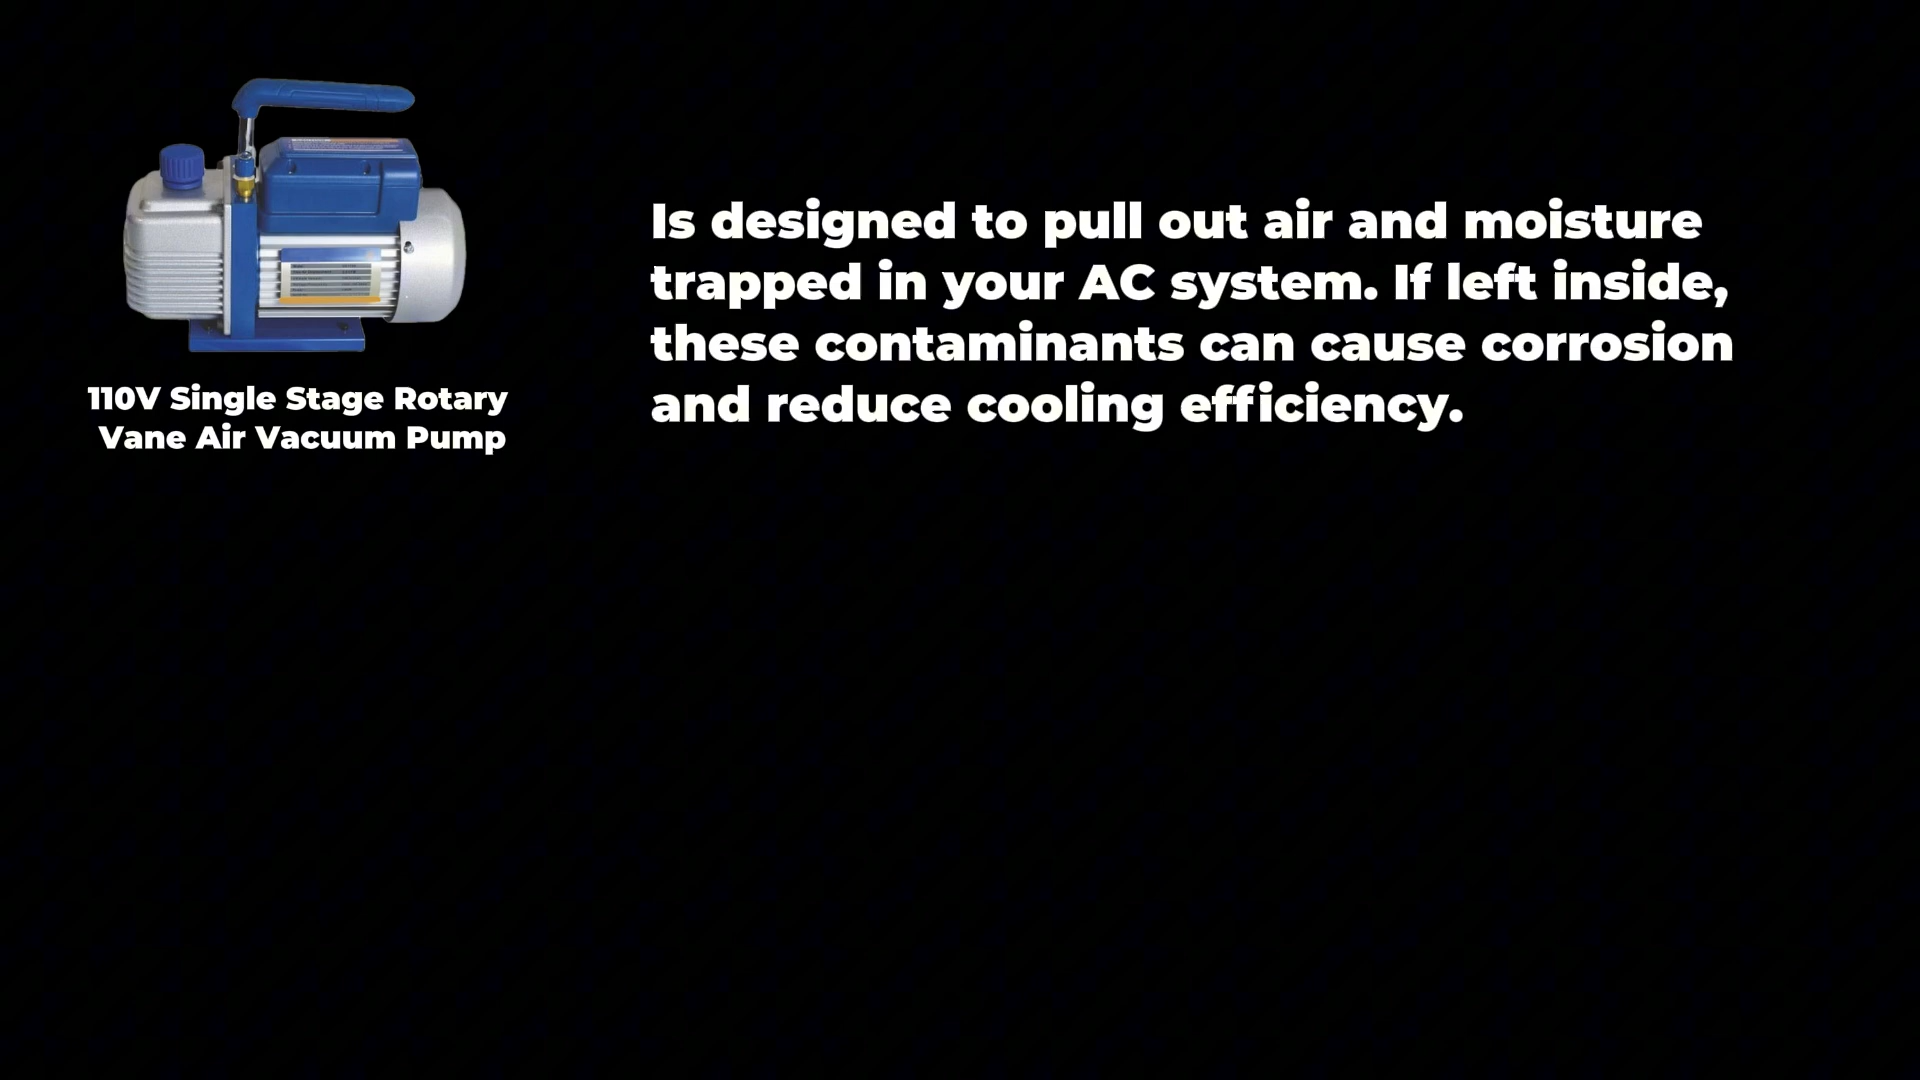 110V Single Stage Rotary
Vane Air Vacuum Pump
Is designed to pull out air and moisture
trapped in your AC system. If left inside,
these contaminants can cause corrosion
and reduce cooling efficiency.